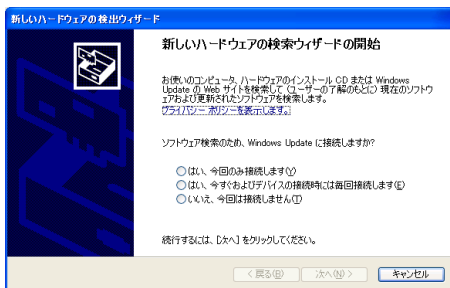 新しいハードウェアの検出ウィザード
新しいハードウェアの検索ウィザードの開始
お使いのコンピュータ、ハードウェアのインストール CD または Windows
Update の Web サイトを検索して (ユーザーの了解のもとに) 現在のソフトウ
ェアおよび更新されたソフトウェアを検索します。
プライバシー ポリシーを表示します。
ソフトウェア検索のため、Windows Update に接続しますか?
はい、今回のみ接続します(Y)
はい、今すぐおよびデバイスの接続時には毎回接続します(E)
いいえ、今回は接続しません(T)
続行するには、[次へ] をクリックしてください。
< 戻る(B) 次へ(N) > キャンセル